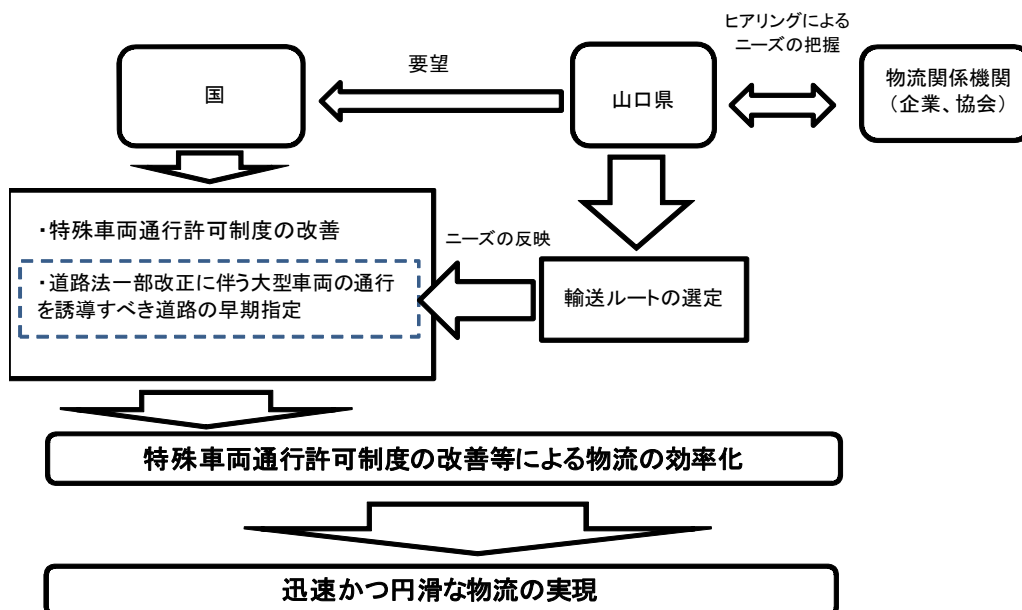 ヒアリングによる
ニーズの把握
要望
国
山口県
物流関係機関
（企業、協会）
・特殊車両通行許可制度の改善
ニーズの反映
・道路法一部改正に伴う大型車両の通行
を誘導すべき道路の早期指定
輸送ルートの選定
特殊車両通行許可制度の改善等による物流の効率化
迅速かつ円滑な物流の実現